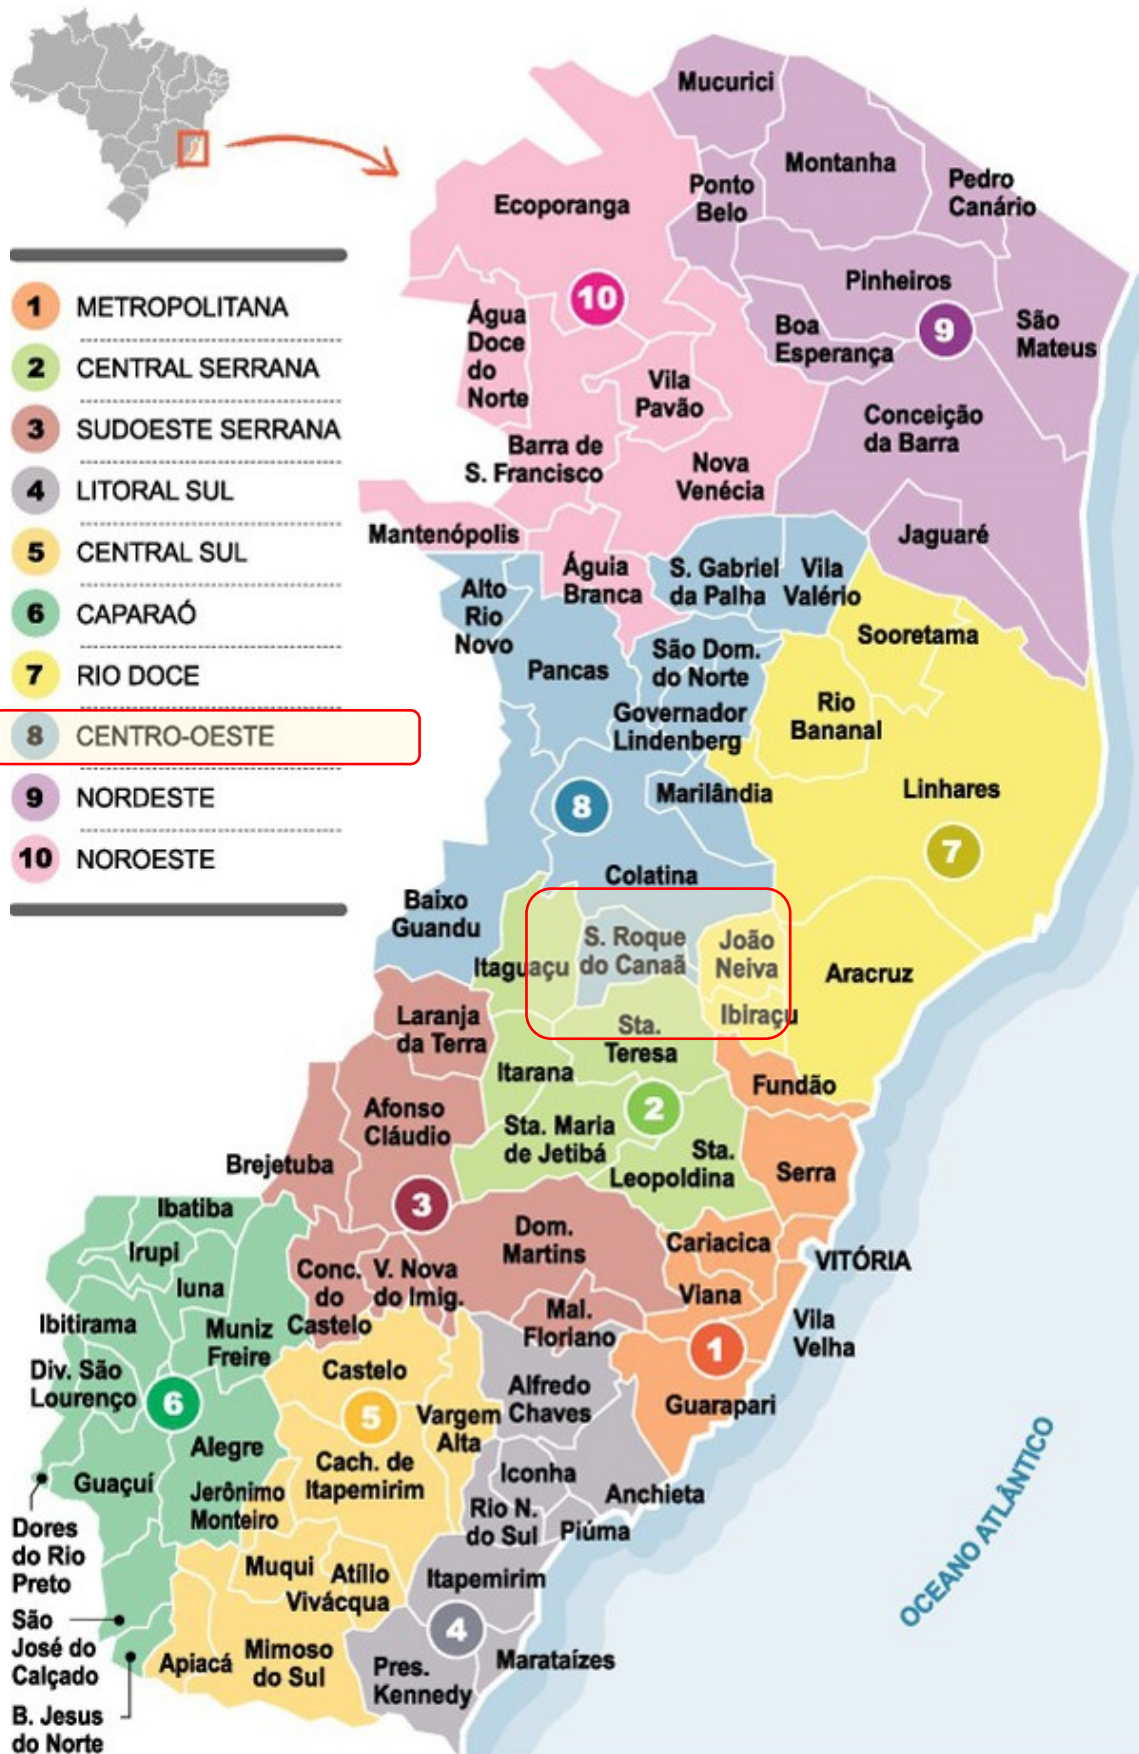 1 METROPOLITANA
2 CENTRAL SERRANA
3 SUDOESTE SERRANA
4 LITORAL SUL
5 CENTRAL SUL
6 CAPARAÓ
7 RIO DOCE
8 CENTRO-OESTE
9 NORDESTE
10 NOROESTE
Mucurici
Montanha
Ponto
Belo
Pedro
Canário
Ecoporanga
10
Pinheiros
9
Água
Doce
do
Norte
Boa
Esperança
São
Mateus
Vila
Pavão
Conceição
da Barra
Barra de
S. Francisco
Nova
Venécia
Mantenópolis
Jaguaré
Águia
Branca
S. Gabriel
da Palha
Vila
Valério
Alto
Rio
Novo
Sooretama
Pancas
São Dom.
do Norte
Rio
Bananal
Governador
Lindenberg
8
Marilândia
Linhares
7
Colatina
Baixo
Guandu
Itaguaçu
S. Roque
do Canaã
João
Neiva
Aracruz
Ibiraçu
Laranja
da Terra
Sta.
Teresa
Itarana
Fundão
2
Afonso
Cláudio
Sta. Maria
de Jetibá
Sta.
Leopoldina
Serra
Brejetuba
3
Ibatiba
Irupi
Iuna
Dom.
Martins
Cariacica
VITÓRIA
Conc.
do
Castelo
V. Nova
do Imig.
Viana
Mal.
Floriano
Vila
Velha
Ibitirama
Muniz
Freire
1
Div. São
Lourenço
6
Castelo
5
Alfredo
Chaves
Guarapari
Vargem
Alta
Alegre
Guaçuí
Cach. de
Itapemirim
Iconha
Anchieta
Jerônimo
Monteiro
Rio N.
do Sul
Piúma
Dores
do Rio
Preto
Muqui
Atílio
Vivácqua
Itapemirim
4
São
José do
Calçado
Apiacá
Mimoso
do Sul
Pres.
Kennedy
Marataízes
B. Jesus
do Norte
OCEANO ATLÂNTICO